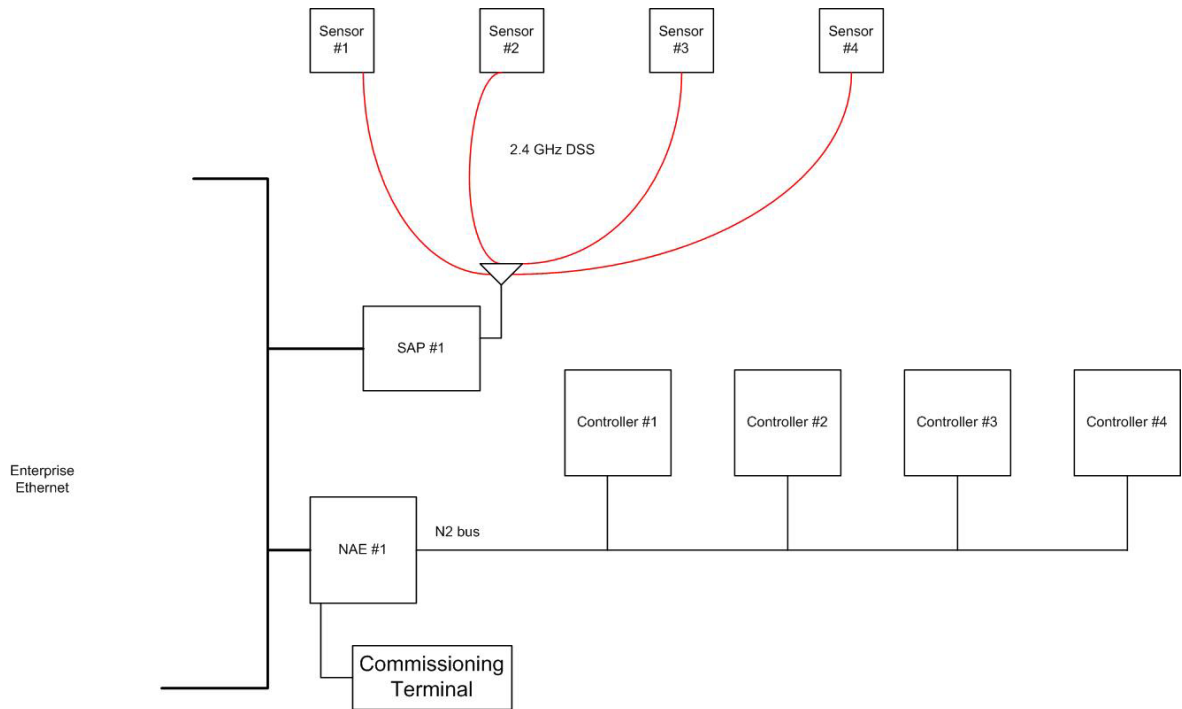 Sensor
#1
Sensor
#2
Sensor
#3
Sensor
#4
2.4 GHz DSS
SAP #1
Controller #1
Controller #2
Controller #3
Controller #4
Enterprise
Ethernet
N2 bus
NAE #1
Commissioning
Terminal